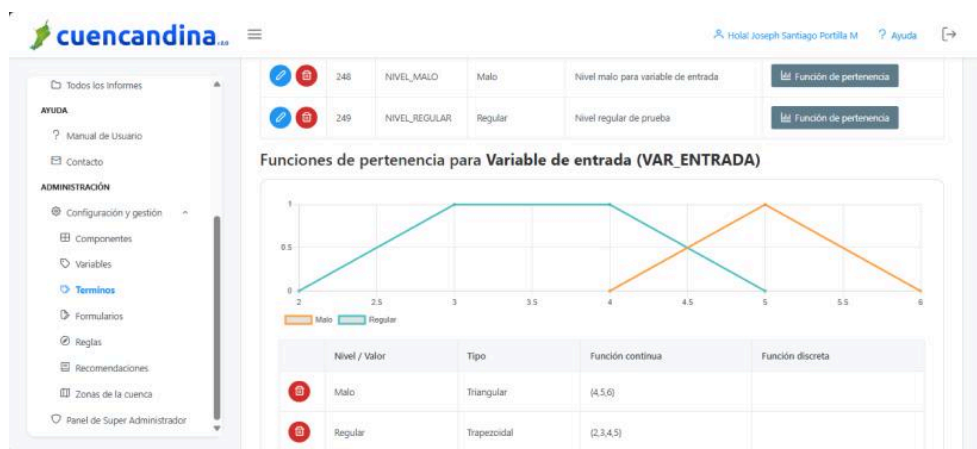 cuencandina v.2.0
Hola! Joseph Santiago Portilla M
? Ayuda
Todos los Informes
AYUDA
? Manual de Usuario
Contacto
ADMINISTRACIÓN
Configuración y gestión
Componentes
Variables
Terminos
Formularios
Reglas
Recomendaciones
Zonas de la cuenca
Panel de Super Administrador
248 NIVEL_MALO Malo Nivel malo para variable de entrada Función de pertenencia
249 NIVEL_REGULAR Regular Nivel regular de prueba Función de pertenencia
Funciones de pertenencia para Variable de entrada (VAR_ENTRADA)
1
0.5
0
2 2.5 3 3.5 4 4.5 5 5.5 6
Malo Regular
Nivel / Valor Tipo Función continua Función discreta
Malo Triangular (4,5,6)
Regular Trapezoidal (2,3,4,5)